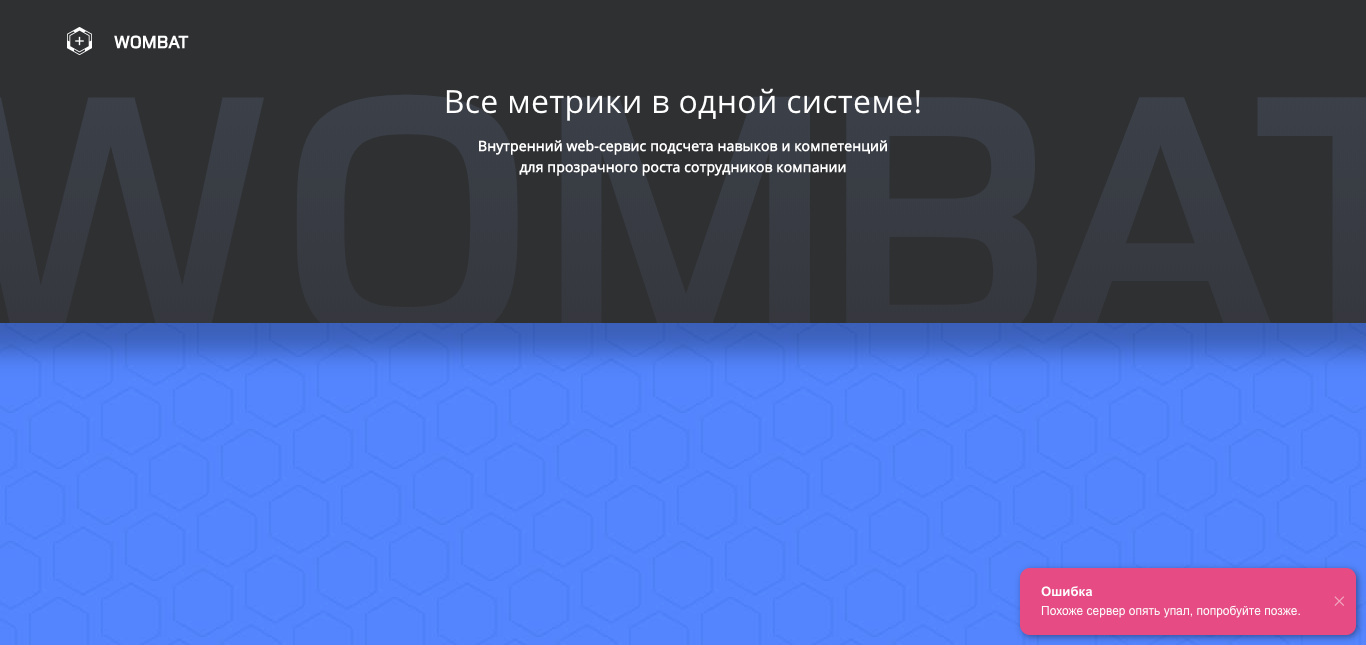 WOMBAT
WOMBAT
Все метрики в одной системе!
Внутренний web-сервис подсчета навыков и компетенций
для прозрачного роста сотрудников компании
Ошибка
Похоже сервер опять упал, попробуйте позже.